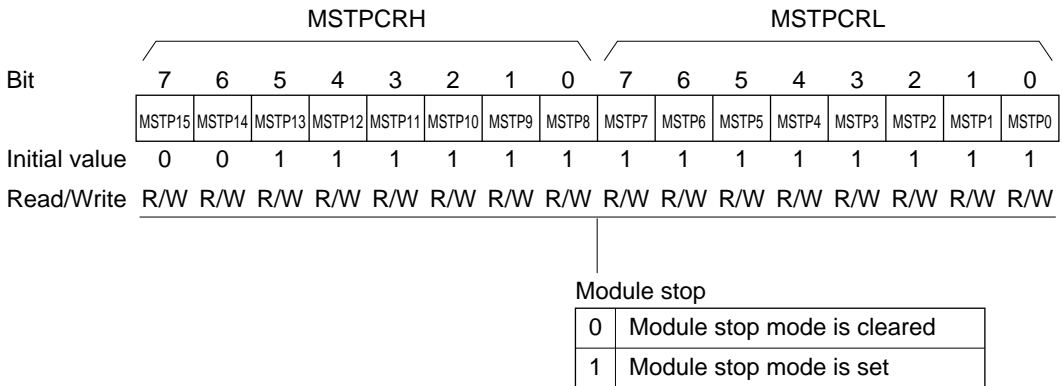 MSTPCRH MSTPCRL
Bit 7 6 5 4 3 2 1 0 7 6 5 4 3 2 1 0
MSTP15 MSTP14 MSTP13 MSTP12 MSTP11 MSTP10 MSTP9 MSTP8 MSTP7 MSTP6 MSTP5 MSTP4 MSTP3 MSTP2 MSTP1 MSTP0
Initial value 0 0 1 1 1 1 1 1 1 1 1 1 1 1 1 1
Read/Write R/W R/W R/W R/W R/W R/W R/W R/W R/W R/W R/W R/W R/W R/W R/W R/W
Module stop
0 Module stop mode is cleared
1 Module stop mode is set